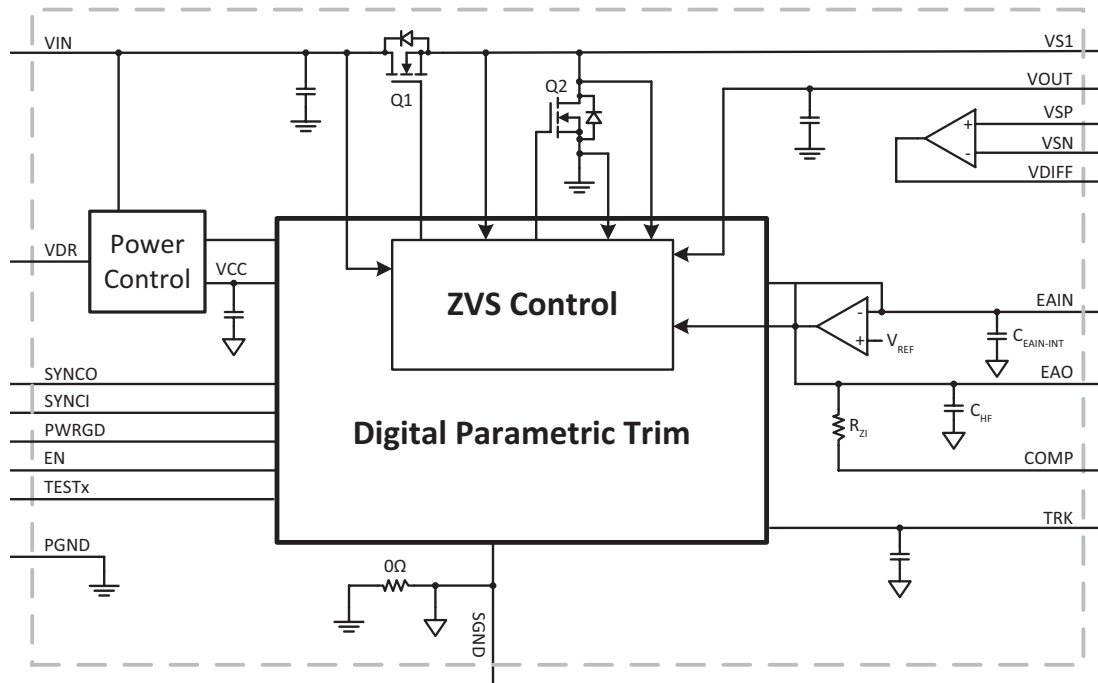 VIN
VS1
VOUT
VSP
VSN
VDIFF
Q1
Q2
+
-
Power
Control
VDR
VCC
ZVS Control
-
+
V_REF
EAIN
C_EAIN-INT
EAO
R_ZI
C_HF
COMP
SYNCO
SYNCI
PWRGD
EN
TESTx
Digital Parametric Trim
TRK
PGND
0Ω
SGND